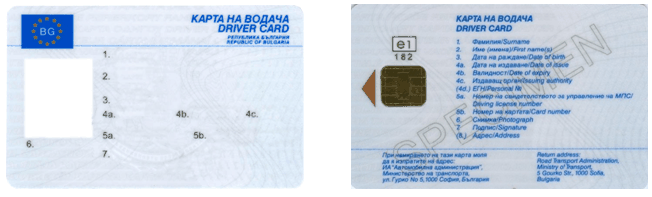 BG
КАРТА НА ВОДАЧА
DRIVER CARD
РЕПУБЛИКА БЪЛГАРИЯ
REPUBLIC OF BULGARIA
1.
2.
3.
4a. 4b. 4c.
5a. 5b.
6.
7.
КАРТА НА ВОДАЧА
DRIVER CARD
e1
182
1. Фамилия/Surname
2. Име (имена)/First name(s)
3. Дата на раждане/Date of birth
4a. Дата на издаване/Date of issue
4b. Валидност/Date of expiry
4c. Издаващ орган/Issuing authority
(4d.) ЕГН/Personal №
5a. Номер на свидетелството за управление на МПС/
Driving license number
5b. Номер на картата/Card number
6. Снимка/Photograph
7. Подпис/Signature
(8.) Адрес/Address
SPECIMEN
При намирането на тази карта моля
да я изпратите на адрес:
ИА "Автомобилна администрация",
Министерство на транспорта,
ул. Гурко № 5, 1000 София, България
Return address:
Road Transport Administration,
Ministry of Transport,
5 Gourko Str., 1000 Sofia,
Bulgaria